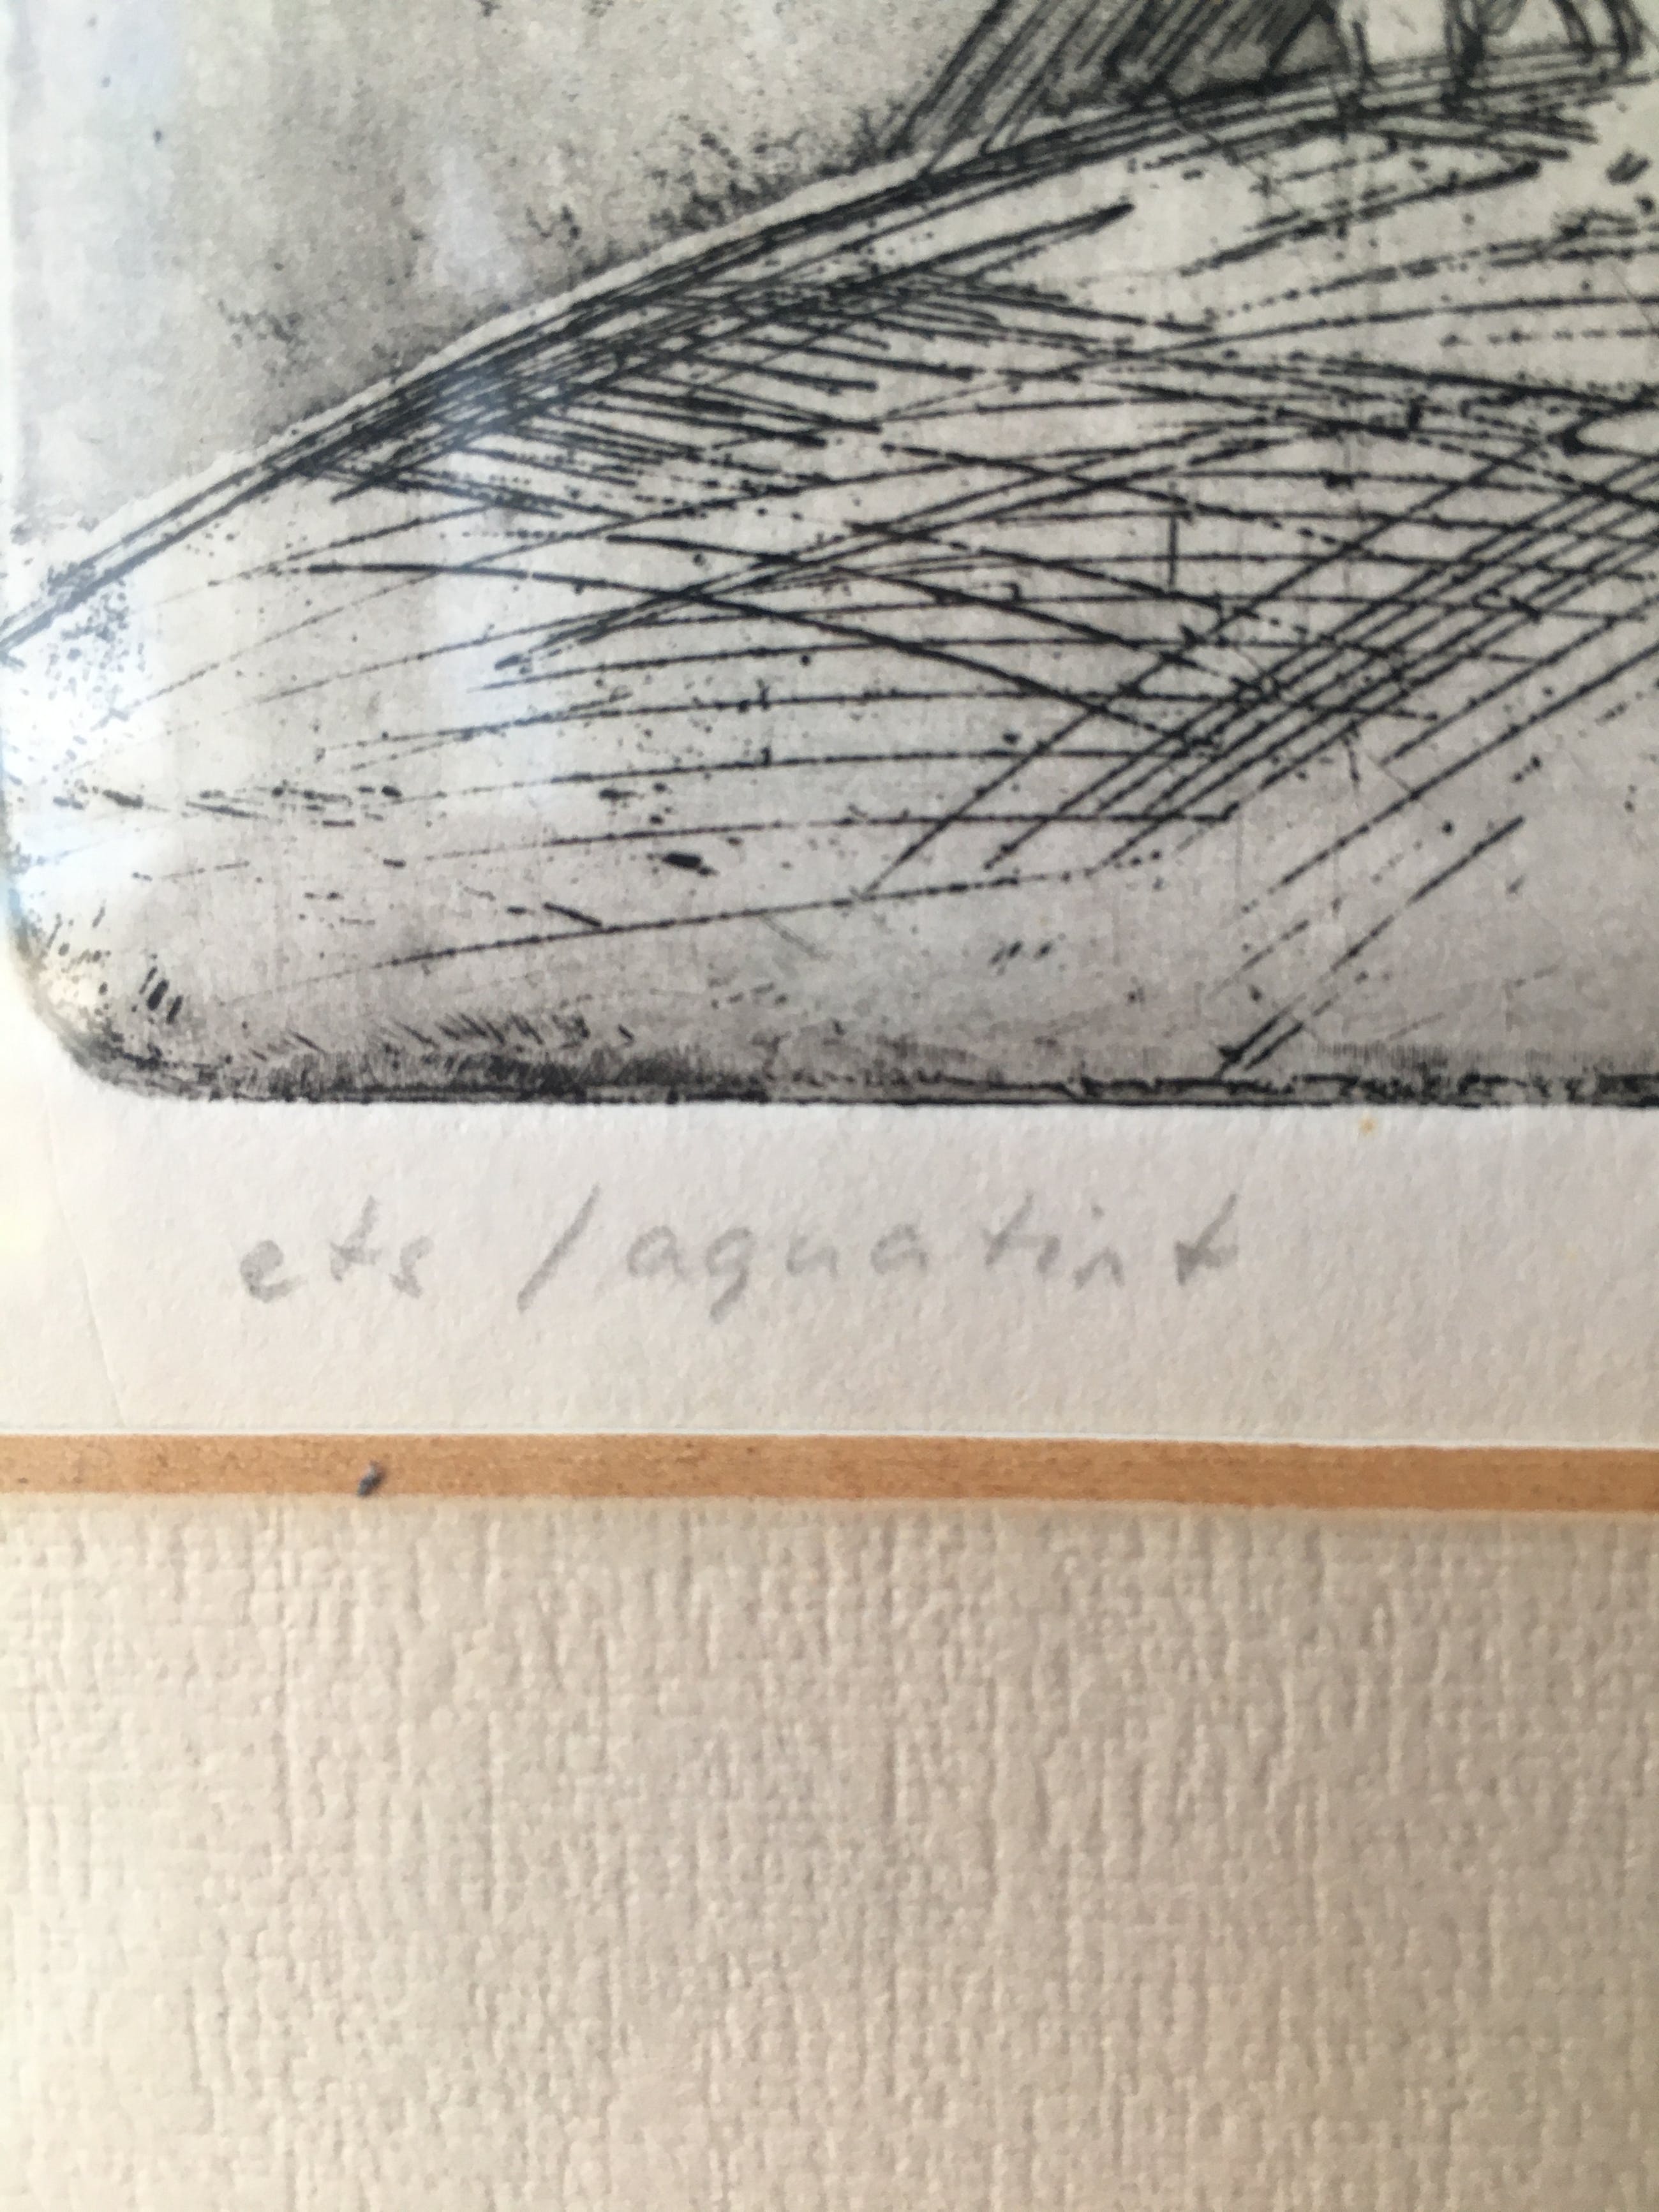 ets / aquatint